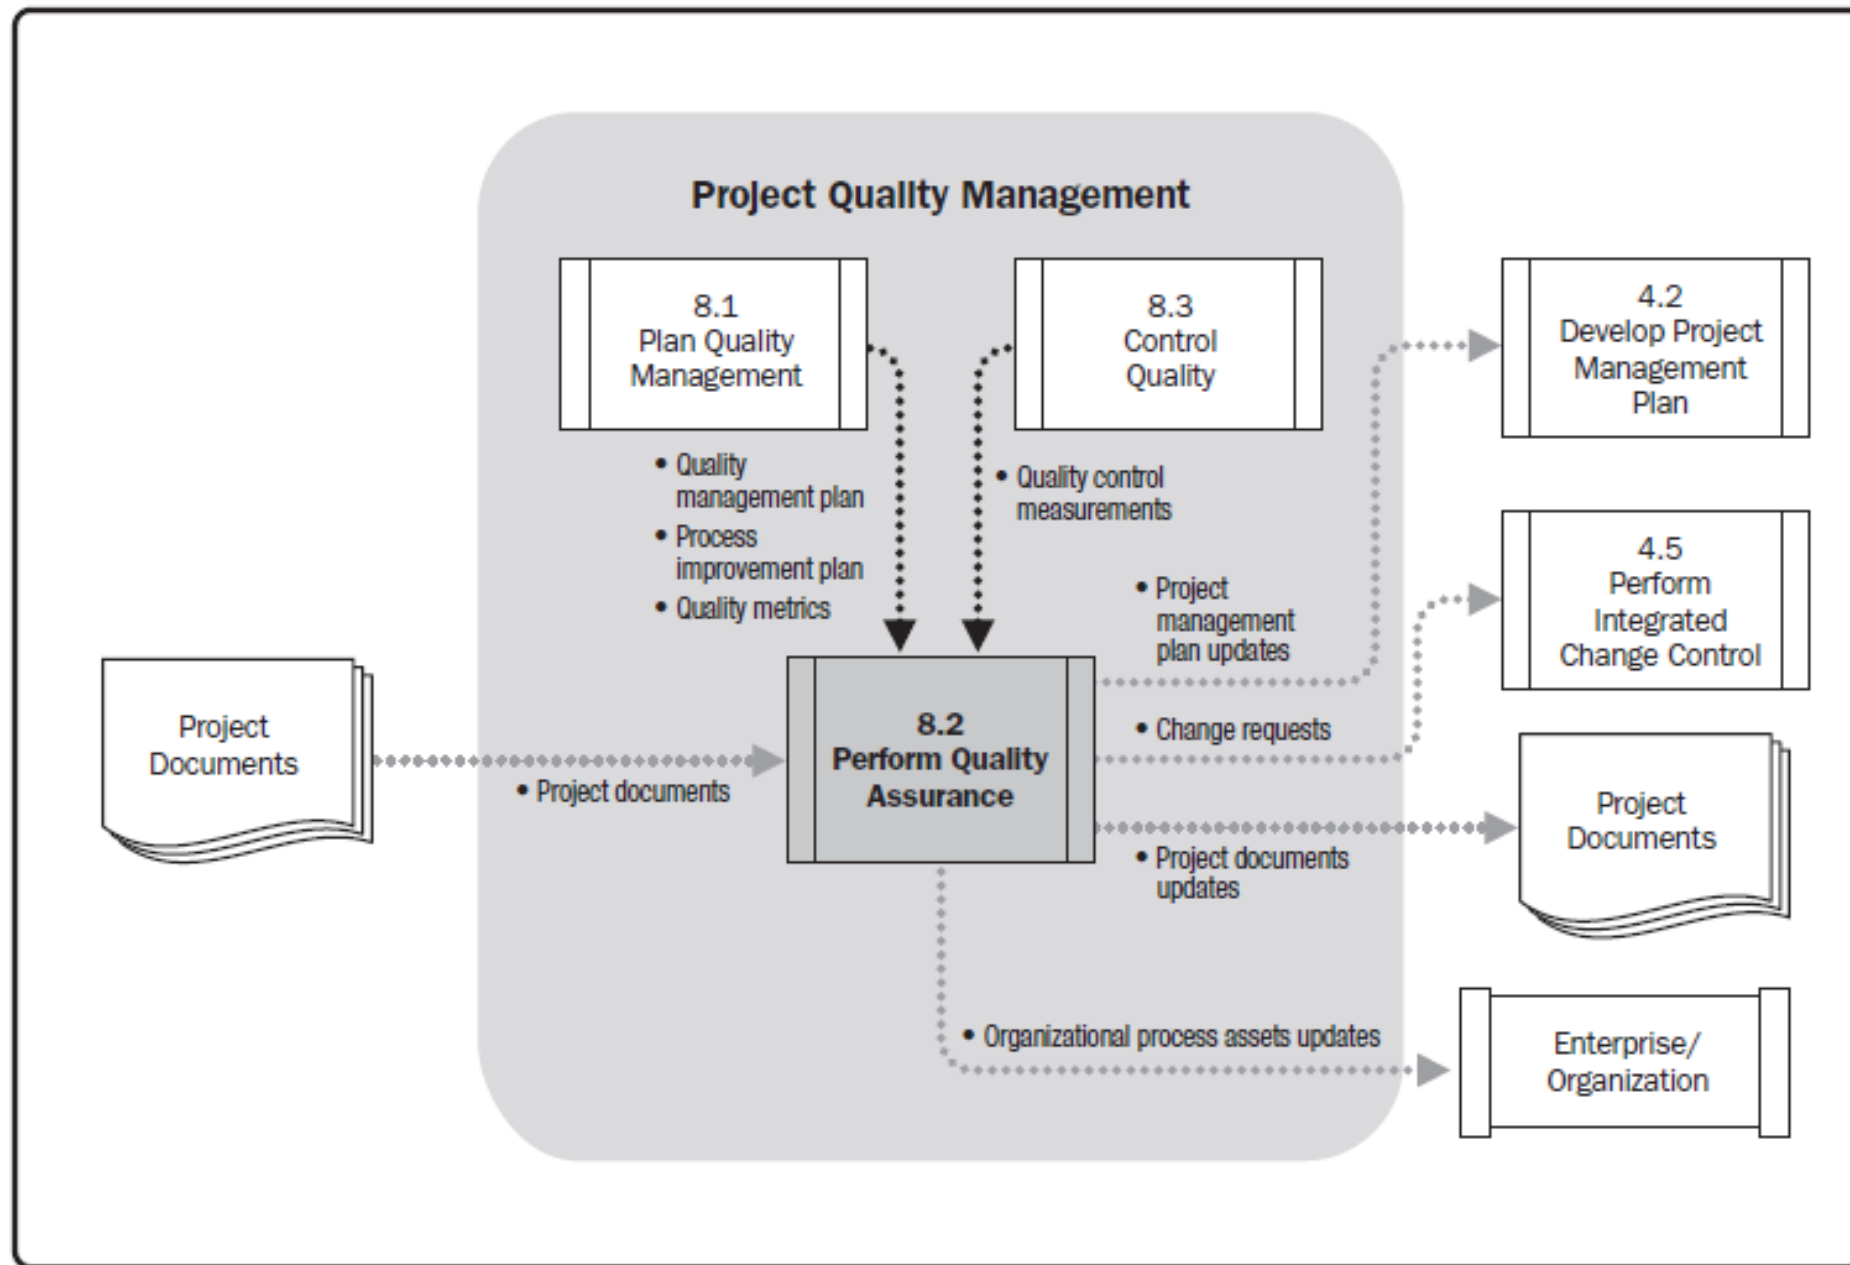 Project Quality Management
8.1
Plan Quality
Management
8.3
Control
Quality
4.2
Develop Project
Management
Plan
• Quality
management plan
• Process
improvement plan
• Quality metrics
• Quality control
measurements
4.5
Perform
Integrated
Change Control
• Project
management
plan updates
Project
Documents
• Project documents
8.2
Perform Quality
Assurance
• Change requests
• Project documents
updates
Project
Documents
• Organizational process assets updates
Enterprise/
Organization